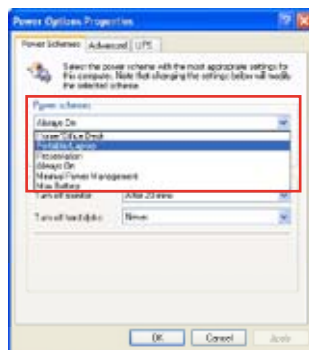 Power Options Properties
Power Schemes Advanced UPS
Select the power scheme with the most appropriate settings for
this computer. Note that changing the settings below will modify
the selected scheme.
Power schemes
Always On
Home/Office Desk
Portable/Laptop
Presentation
Always On
Minimal Power Management
Max Battery
Turn off monitor After 20 mins
Turn off hard disks Never
OK Cancel Apply